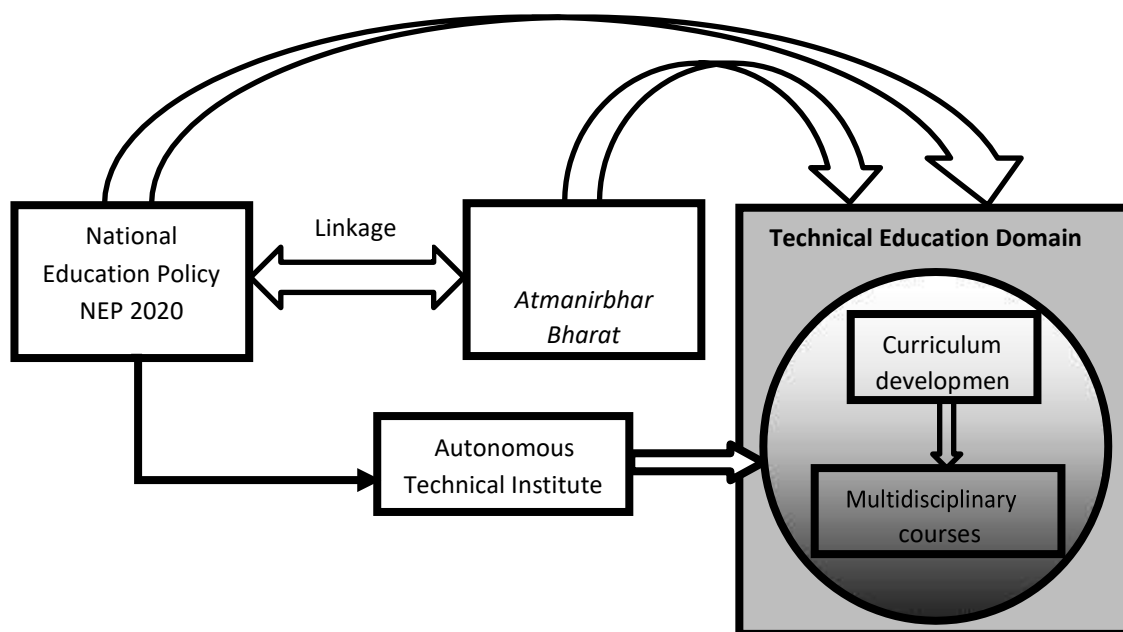 National
Education Policy
NEP 2020
Linkage
Atmanirbhar
Bharat
Technical Education Domain
Curriculum
developmen
Autonomous
Technical Institute
Multidisciplinary
courses